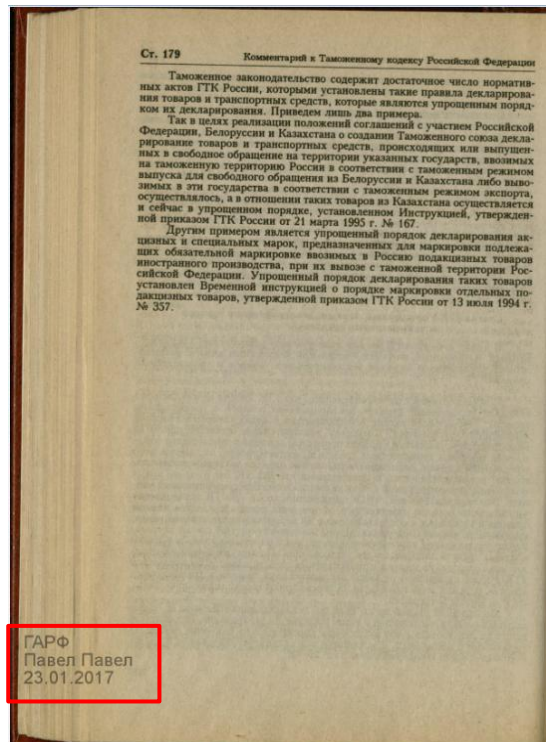 Ст. 179
Комментарий к Таможенному кодексу Российской Федерации
Таможенное законодательство содержит достаточное число норматив-
ных актов ГТК России, которыми установлены такие правила декларирова-
ния товаров и транспортных средств, которые являются упрощенным поряд-
ком их декларирования. Приведем лишь два примера.
Так в целях реализации положений соглашений с участием Российской
Федерации, Белоруссии и Казахстана о создании Таможенного союза декла-
рирование товаров и транспортных средств, происходящих или выпущен-
ных в свободное обращение на территории указанных государств, ввозимых
на таможенную территорию России в соответствии с таможенным режимом
выпуска для свободного обращения из Белоруссии и Казахстана либо выво-
зимых в эти государства в соответствии с таможенным режимом экспорта,
осуществлялось, а в отношении таких товаров из Казахстана осуществляется
и сейчас в упрощенном порядке, установленном Инструкцией, утвержден-
ной приказом ГТК России от 21 марта 1995 г. № 167.
Другим примером является упрощенный порядок декларирования ак-
цизных и специальных марок, предназначенных для маркировки подлежа-
щих обязательной маркировке ввозимых в Россию подакцизных товаров
иностранного производства, при их вывозе с таможенной территории Рос-
сийской Федерации. Упрощенный порядок декларирования таких товаров
установлен Временной инструкцией о порядке маркировки отдельных по-
дакцизных товаров, утвержденной приказом ГТК России от 13 июля 1994 г.
№ 357.
ГАРФ
Павел Павел
23.01.2017